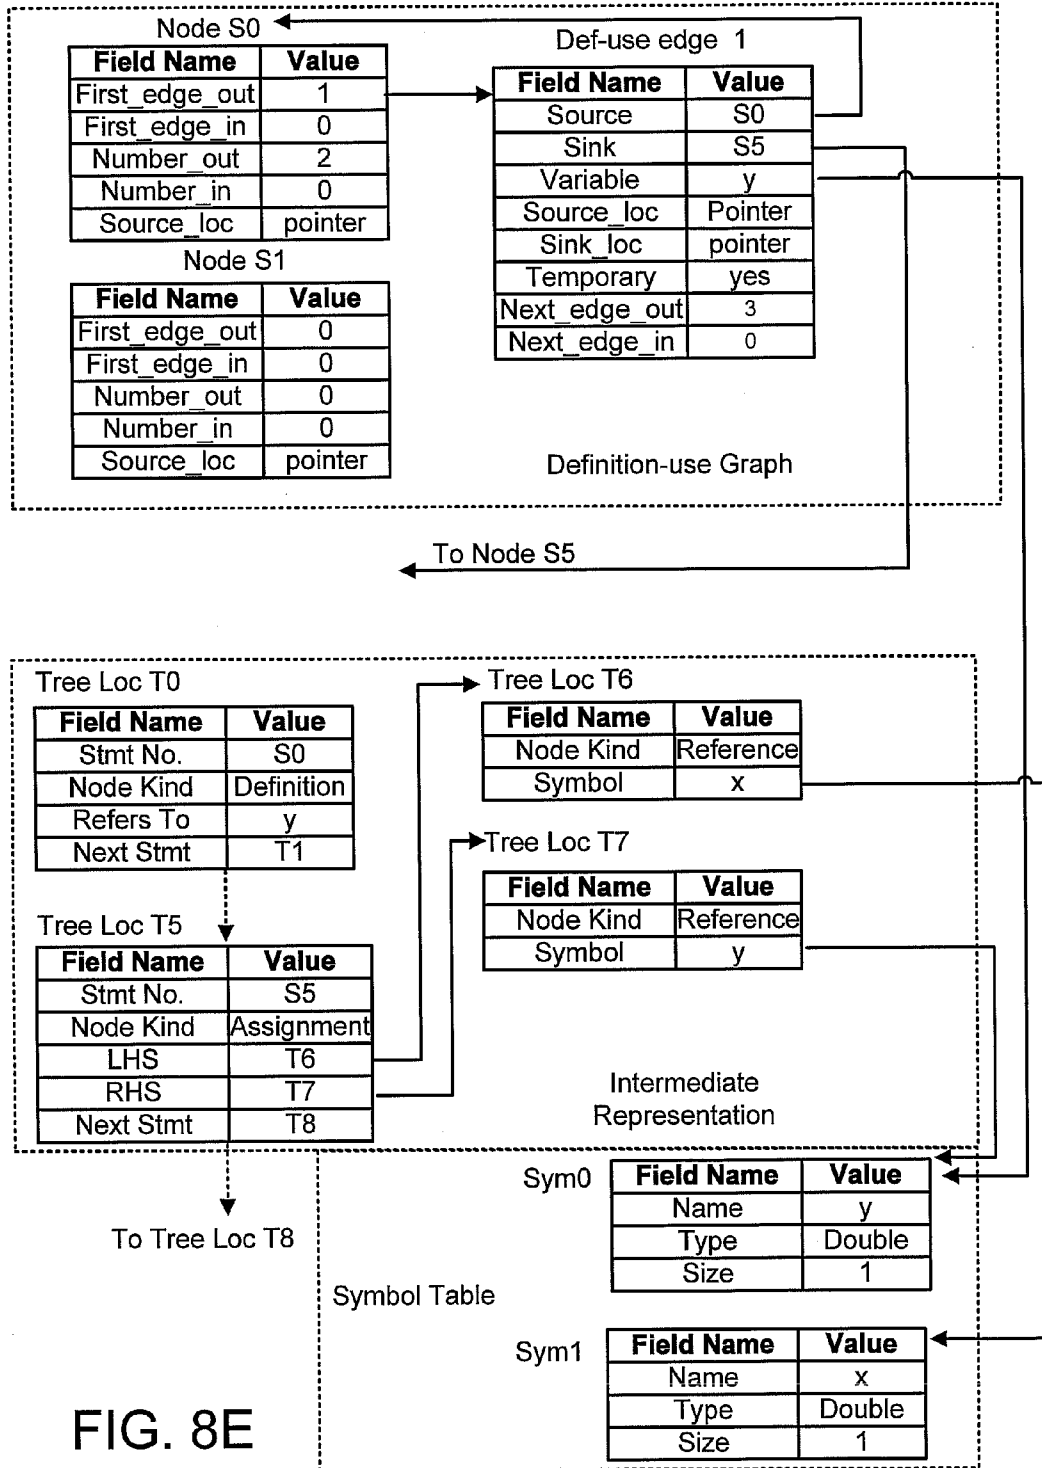 Node S0
Field Name Value
First_edge_out 1
First_edge_in 0
Number_out 2
Number_in 0
Source_loc pointer
Node S1
Field Name Value
First_edge_out 0
First_edge_in 0
Number_out 0
Number_in 0
Source_loc pointer
Def-use edge 1
Field Name Value
Source S0
Sink S5
Variable y
Source_loc Pointer
Sink_loc pointer
Temporary yes
Next_edge_out 3
Next_edge_in 0
Definition-use Graph
To Node S5
Tree Loc T0
Field Name Value
Stmt No. S0
Node Kind Definition
Refers To y
Next Stmt T1
Tree Loc T5
Field Name Value
Stmt No. S5
Node Kind Assignment
LHS T6
RHS T7
Next Stmt T8
To Tree Loc T8
Tree Loc T6
Field Name Value
Node Kind Reference
Symbol x
Tree Loc T7
Field Name Value
Node Kind Reference
Symbol y
Intermediate
Representation
Symbol Table
Sym0
Field Name Value
Name y
Type Double
Size 1
Sym1
Field Name Value
Name x
Type Double
Size 1
FIG. 8E